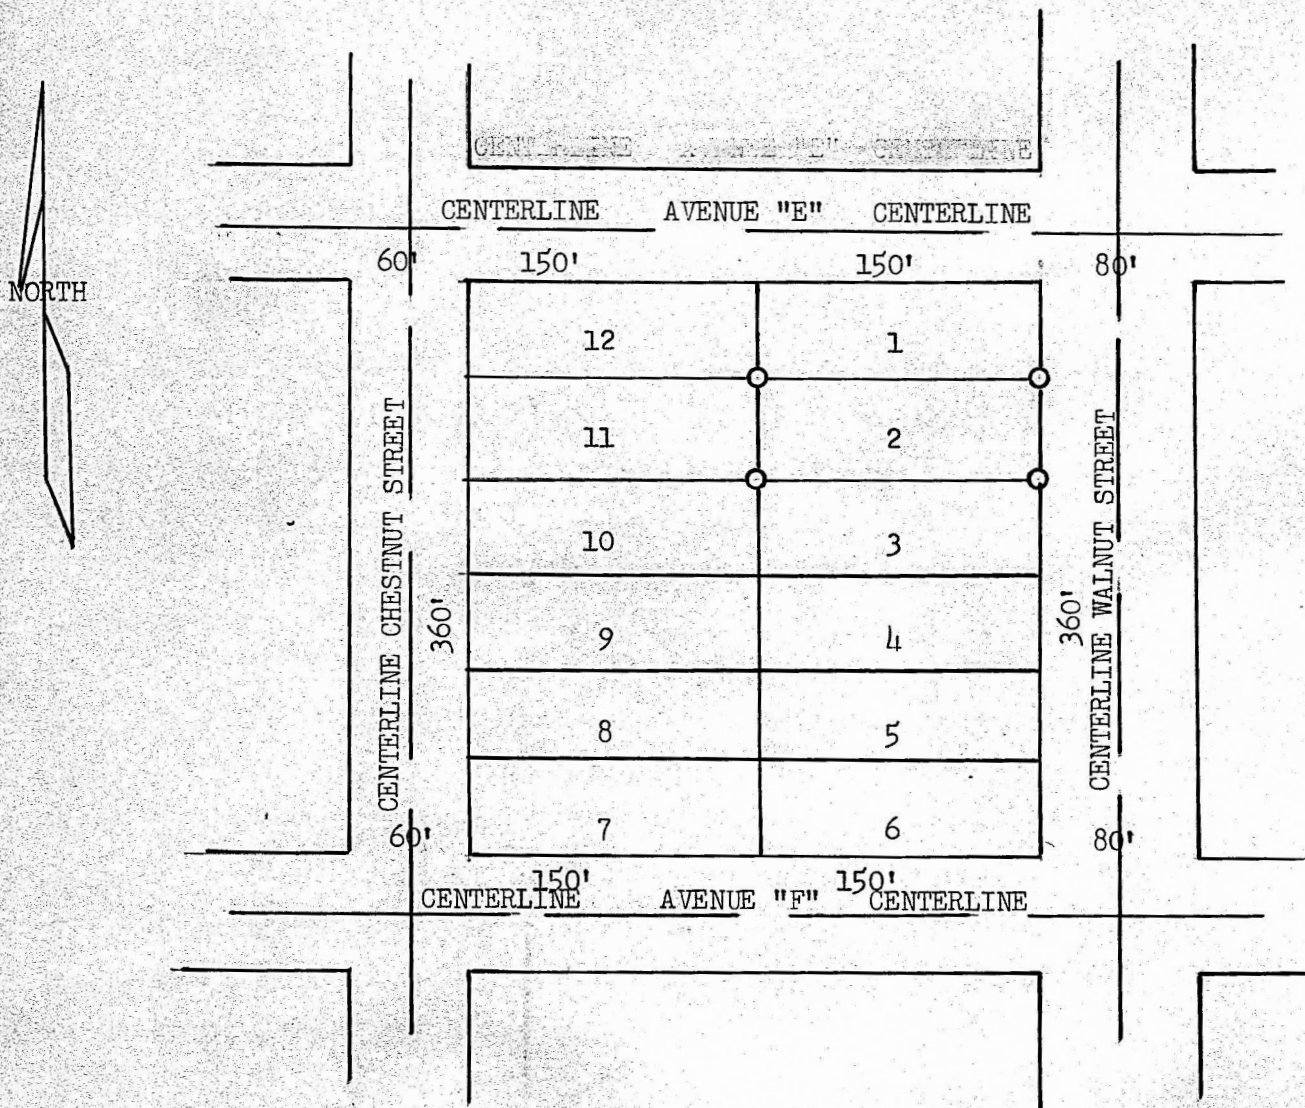 CENTERLINE AVENUE "E" CENTERLINE
60' 150' 150' 80'
NORTH
12 1
11 2
10 3
9 4
8 5
7 6
CENTERLINE CHESTNUT STREET
360'
360'
CENTERLINE WALNUT STREET
60' 80'
150' 150'
CENTERLINE AVENUE "F" CENTERLINE